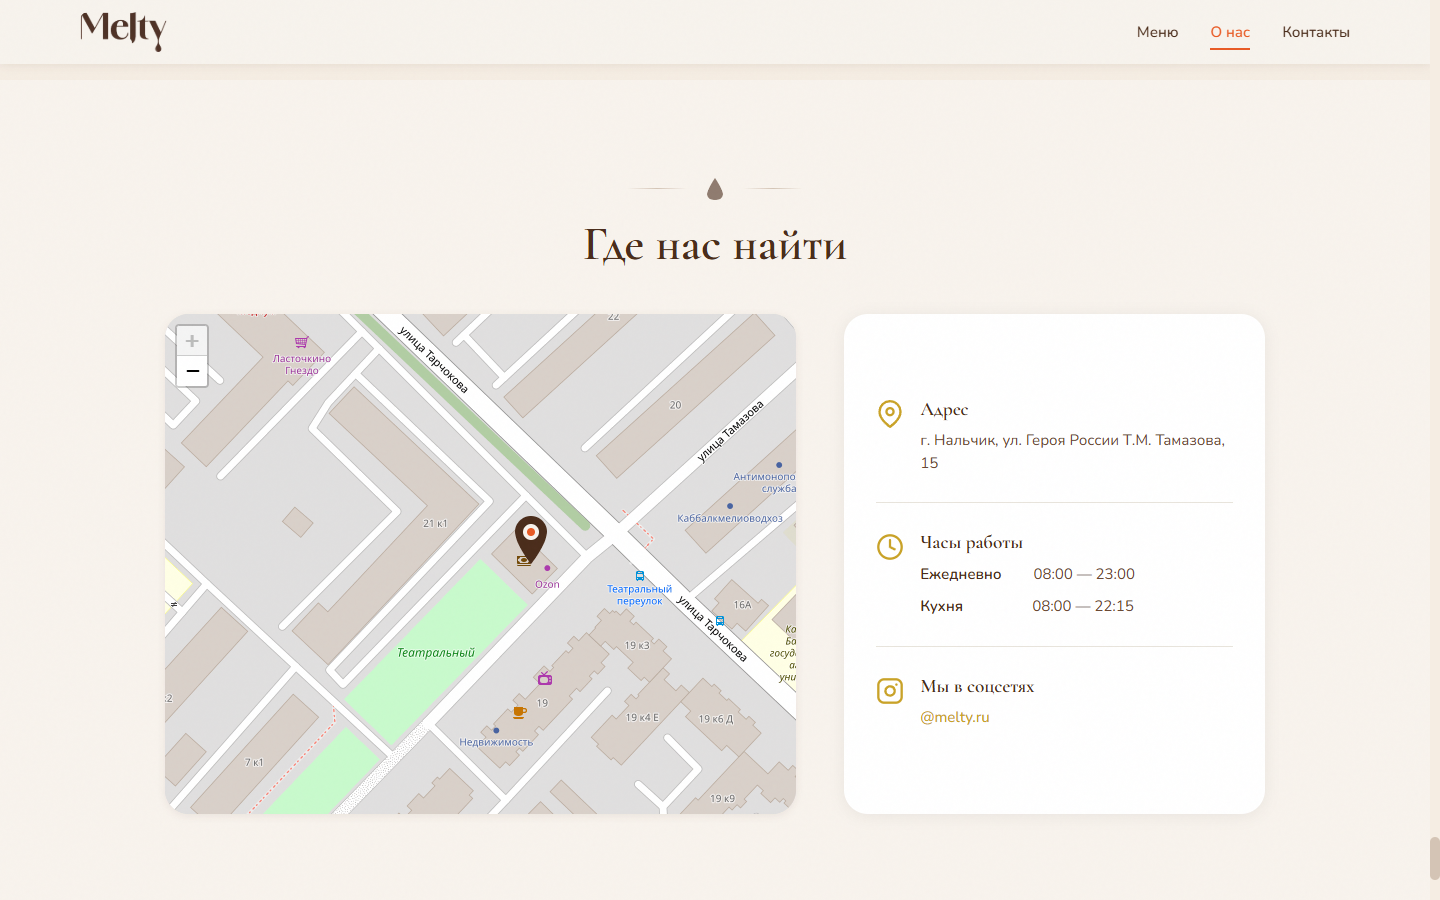 Melty
Меню
О нас
Контакты
Где нас найти
+
−
улица Тарчокова
22
Ласточкино
Гнездо
20
улица Тамазова
Антимонопо
служба
Каббалкмелиоводхоз
21 к1
Ozon
Театральный
переулок
16А
улица Тарчокова
Театральный
19 к3
19
19 к4 Е
19 к6 Д
Недвижимость
7 к1
19 к9
Адрес
г. Нальчик, ул. Героя России Т.М. Тамазова,
15
Часы работы
Ежедневно 08:00 — 23:00
Кухня 08:00 — 22:15
Мы в соцсетях
@melty.ru